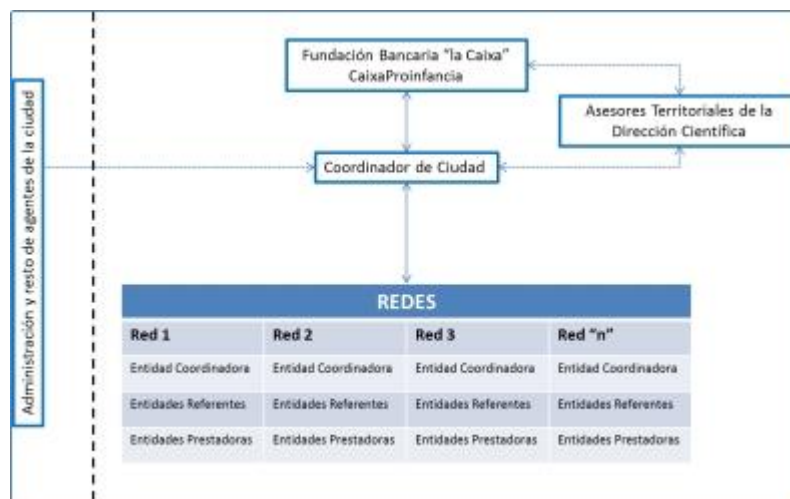 Fundación Bancaria "la Caixa"
CaixaProinfancia
Asesores Territoriales de la
Dirección Científica
Coordinador de Ciudad
Administración y resto de agentes de la ciudad
REDES
Red 1 Red 2 Red 3 Red "n"
Entidad Coordinadora Entidad Coordinadora Entidad Coordinadora Entidad Coordinadora
Entidades Referentes Entidades Referentes Entidades Referentes Entidades Referentes
Entidades Prestadoras Entidades Prestadoras Entidades Prestadoras Entidades Prestadoras